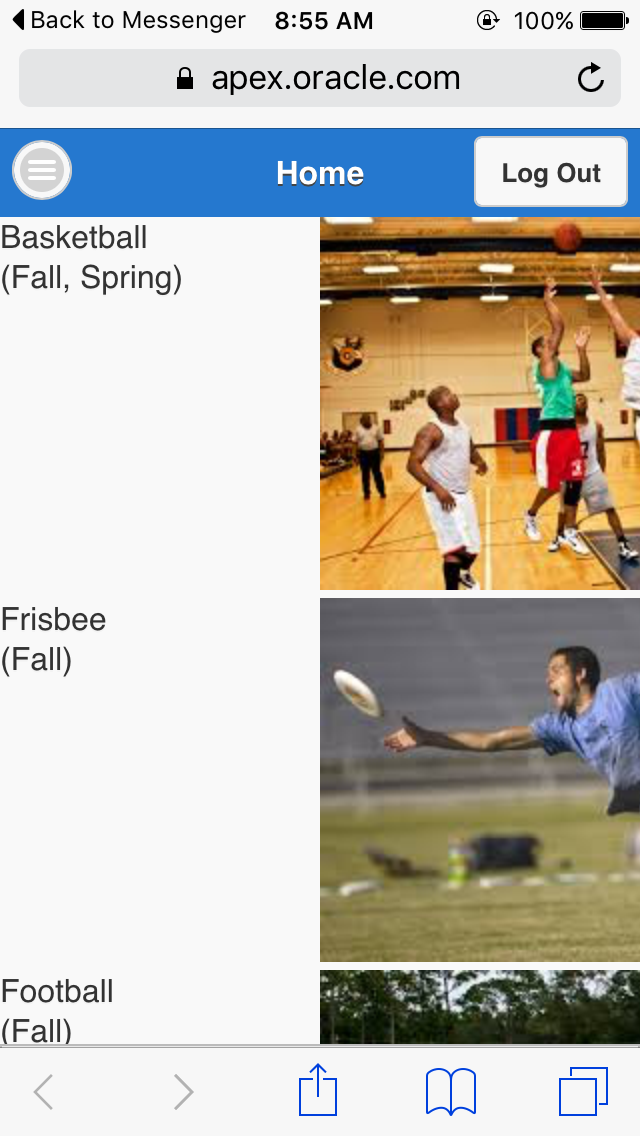 Back to Messenger 8:55 AM 100%
apex.oracle.com
Home Log Out
Basketball
(Fall, Spring)
Frisbee
(Fall)
Football
(Fall)